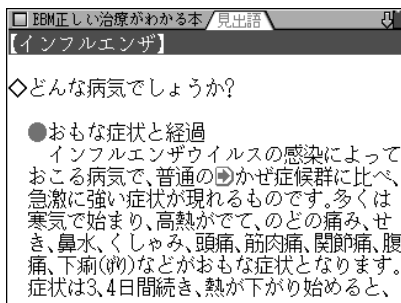 EBM正しい治療がわかる本 見出語
【インフルエンザ】
◇どんな病気でしょうか?
●おもな症状と経過
インフルエンザウイルスの感染によって
おこる病気で、普通の➡かぜ症候群に比べ、
急激に強い症状が現れるものです。多くは
寒気で始まり、高熱がでて、のどの痛み、せ
き、鼻水、くしゃみ、頭痛、筋肉痛、関節痛、腹
痛、下痢(げり)などがおもな症状となります。
症状は3、4日間続き、熱が下がり始めると、